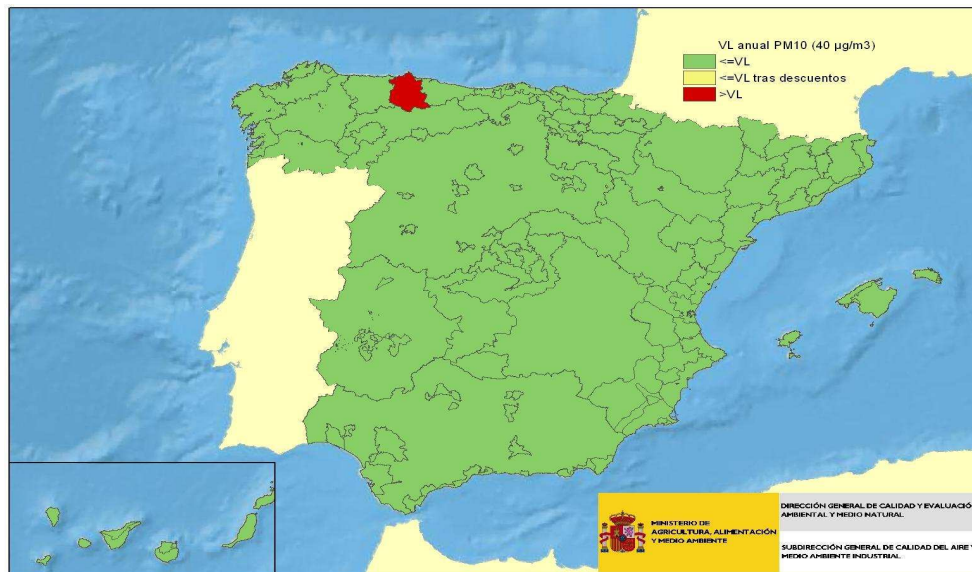 VL anual PM10 (40 µg/m3)
<=VL
<=VL tras descuentos
>VL
MINISTERIO DE
AGRICULTURA, ALIMENTACIÓN
Y MEDIO AMBIENTE
DIRECCIÓN GENERAL DE CALIDAD Y EVALUACIÓ
AMBIENTAL Y MEDIO NATURAL
SUBDIRECCIÓN GENERAL DE CALIDAD DEL AIRE Y
MEDIO AMBIENTE INDUSTRIAL